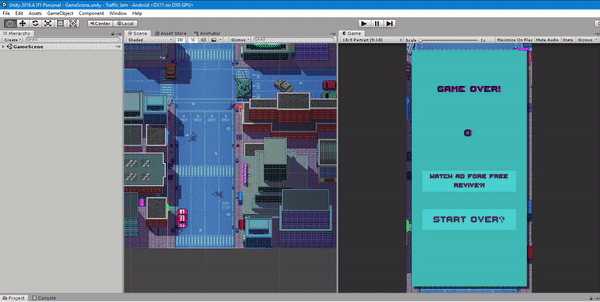 Unity 2018.4.1f1 Personal - GameScene.unity - Traffic Jam - Android <DX11 on DX9 GPU>
File Edit Assets GameObject Component Window Help
Center Local
Hierarchy
Create
GameScene
Scene Asset Store Animator
Shaded 2D Gizmos
Game
16:9 Portrait (9:16) Scale 1x Maximize On Play Mute Audio Stats Gizmos
GAME OVER!
0
WATCH AD FORE FREE
REVIVE?!
START OVER?
Project Console